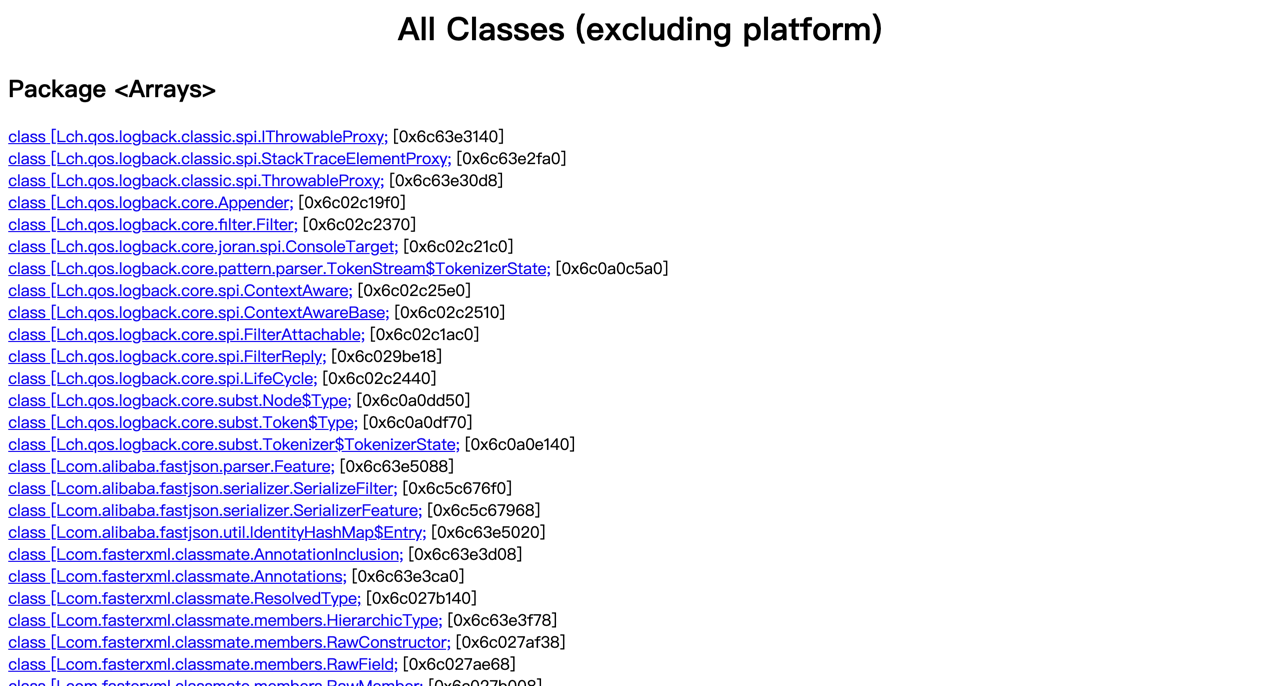 All Classes (excluding platform)
Package <Arrays>
class [Lch.qos.logback.classic.spi.IThrowableProxy; [0x6c63e3140]
class [Lch.qos.logback.classic.spi.StackTraceElementProxy; [0x6c63e2fa0]
class [Lch.qos.logback.classic.spi.ThrowableProxy; [0x6c63e30d8]
class [Lch.qos.logback.core.Appender; [0x6c02c19f0]
class [Lch.qos.logback.core.filter.Filter; [0x6c02c2370]
class [Lch.qos.logback.core.joran.spi.ConsoleTarget; [0x6c02c21c0]
class [Lch.qos.logback.core.pattern.parser.TokenStream$TokenizerState; [0x6c0a0c5a0]
class [Lch.qos.logback.core.spi.ContextAware; [0x6c02c25e0]
class [Lch.qos.logback.core.spi.ContextAwareBase; [0x6c02c2510]
class [Lch.qos.logback.core.spi.FilterAttachable; [0x6c02c1ac0]
class [Lch.qos.logback.core.spi.FilterReply; [0x6c029be18]
class [Lch.qos.logback.core.spi.LifeCycle; [0x6c02c2440]
class [Lch.qos.logback.core.subst.Node$Type; [0x6c0a0dd50]
class [Lch.qos.logback.core.subst.Token$Type; [0x6c0a0df70]
class [Lch.qos.logback.core.subst.Tokenizer$TokenizerState; [0x6c0a0e140]
class [Lcom.alibaba.fastjson.parser.Feature; [0x6c63e5088]
class [Lcom.alibaba.fastjson.serializer.SerializeFilter; [0x6c5c676f0]
class [Lcom.alibaba.fastjson.serializer.SerializerFeature; [0x6c5c67968]
class [Lcom.alibaba.fastjson.util.IdentityHashMap$Entry; [0x6c63e5020]
class [Lcom.fasterxml.classmate.AnnotationInclusion; [0x6c63e3d08]
class [Lcom.fasterxml.classmate.Annotations; [0x6c63e3ca0]
class [Lcom.fasterxml.classmate.ResolvedType; [0x6c027b140]
class [Lcom.fasterxml.classmate.members.HierarchicType; [0x6c63e3f78]
class [Lcom.fasterxml.classmate.members.RawConstructor; [0x6c027af38]
class [Lcom.fasterxml.classmate.members.RawField; [0x6c027ae68]
class [Lcom.fasterxml.classmate.members.RawMember; [0x6c027b008]